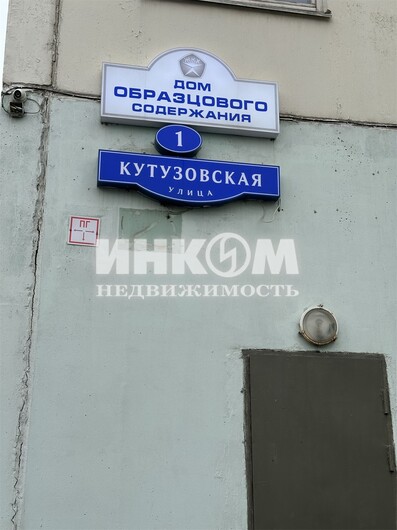 ДОМ
ОБРАЗЦОВОГО
СОДЕРЖАНИЯ
1
КУТУЗОВСКАЯ
УЛИЦА
ПГ
ИНКОМ
НЕДВИЖИМОСТЬ